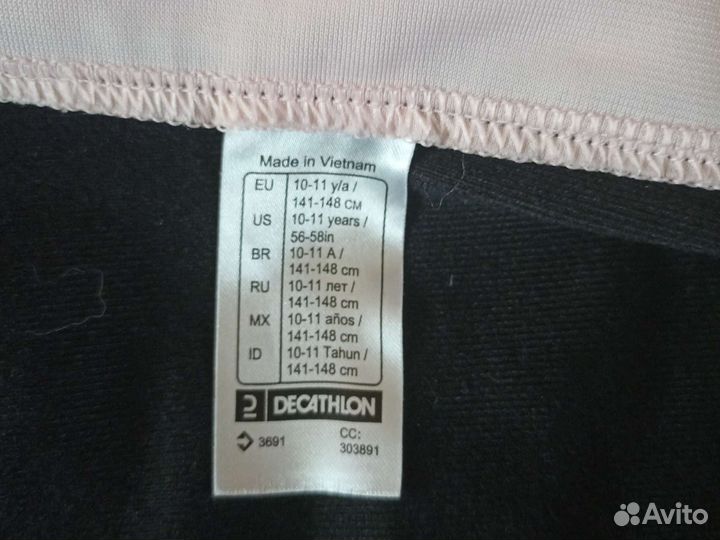 Made in Vietnam
EU 10-11 y/a /
141-148 CM
US 10-11 years /
56-58in
BR 10-11 A /
141-148 cm
RU 10-11 лет /
141-148 cm
MX 10-11 años /
141-148 cm
ID 10-11 Tahun /
141-148 cm
DECATHLON
3691 CC:
303891
Avito